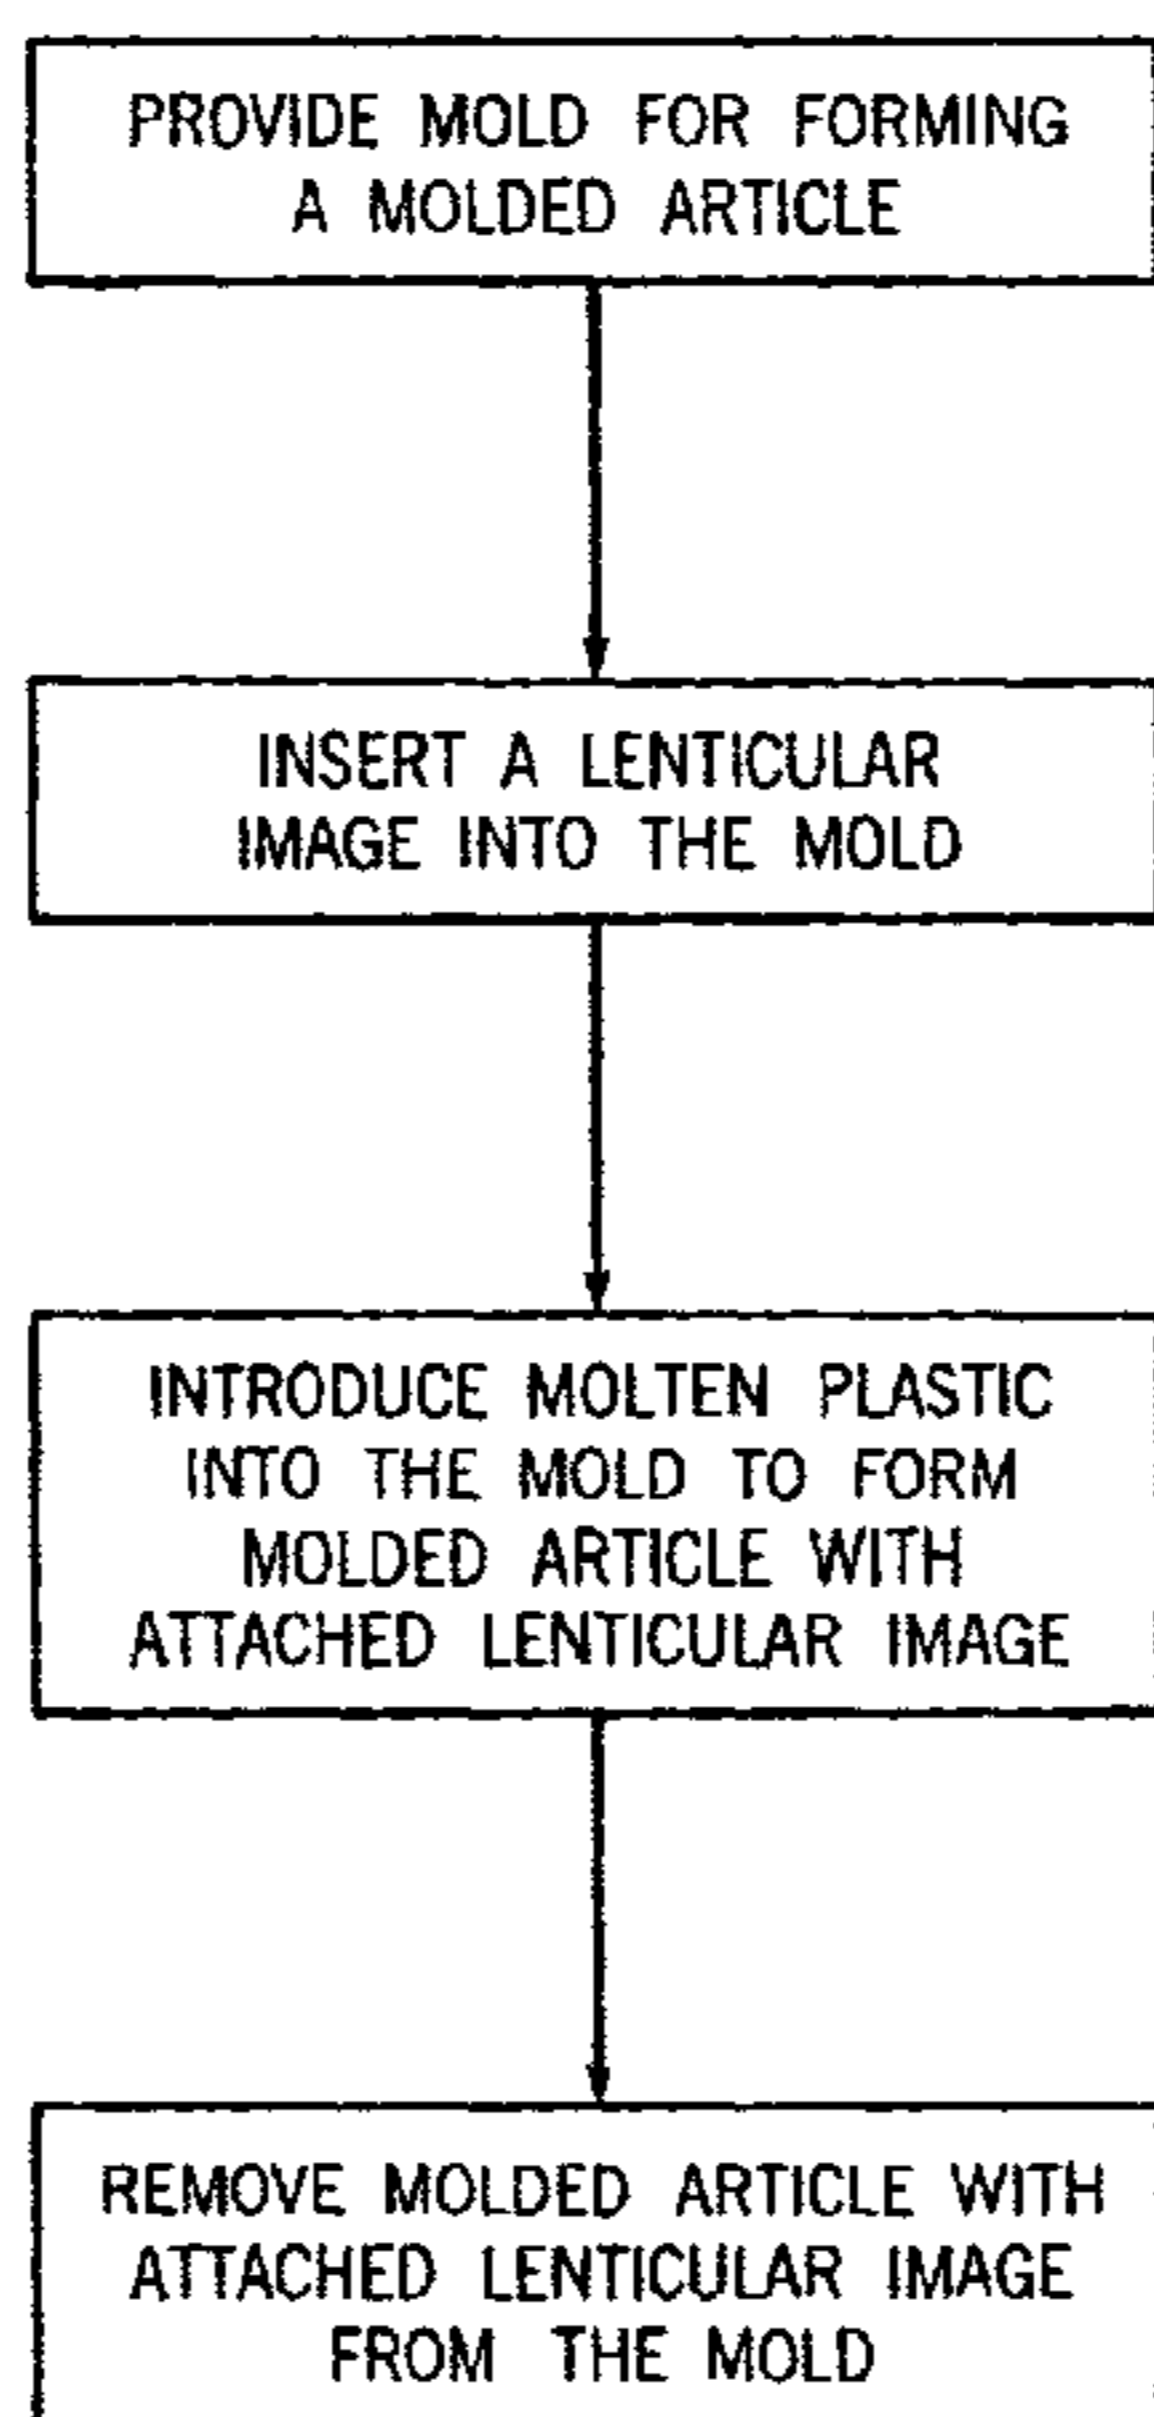 PROVIDE MOLD FOR FORMING
A MOLDED ARTICLE
INSERT A LENTICULAR
IMAGE INTO THE MOLD
INTRODUCE MOLTEN PLASTIC
INTO THE MOLD TO FORM
MOLDED ARTICLE WITH
ATTACHED LENTICULAR IMAGE
REMOVE MOLDED ARTICLE WITH
ATTACHED LENTICULAR IMAGE
FROM THE MOLD